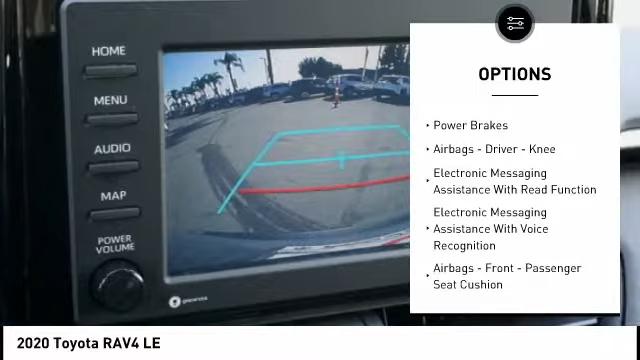 HOME
MENU
AUDIO
MAP
POWER
VOLUME
OPTIONS
Power Brakes
Airbags - Driver - Knee
Electronic Messaging
Assistance With Read Function
Electronic Messaging
Assistance With Voice
Recognition
Airbags - Front - Passenger
Seat Cushion
2020 Toyota RAV4 LE